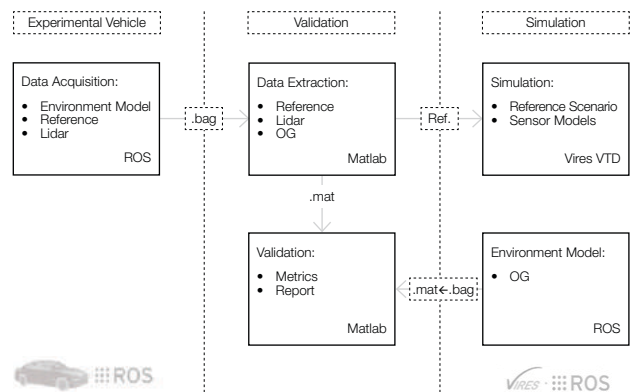 Experimental Vehicle
Validation
Simulation
Data Acquisition:
• Environment Model
• Reference
• Lidar
ROS
.bag
Data Extraction:
• Reference
• Lidar
• OG
Matlab
Ref.
Simulation:
• Reference Scenario
• Sensor Models
Vires VTD
.mat
Validation:
• Metrics
• Report
Matlab
.mat←.bag
Environment Model:
• OG
ROS
ROS
VIRES
ROS